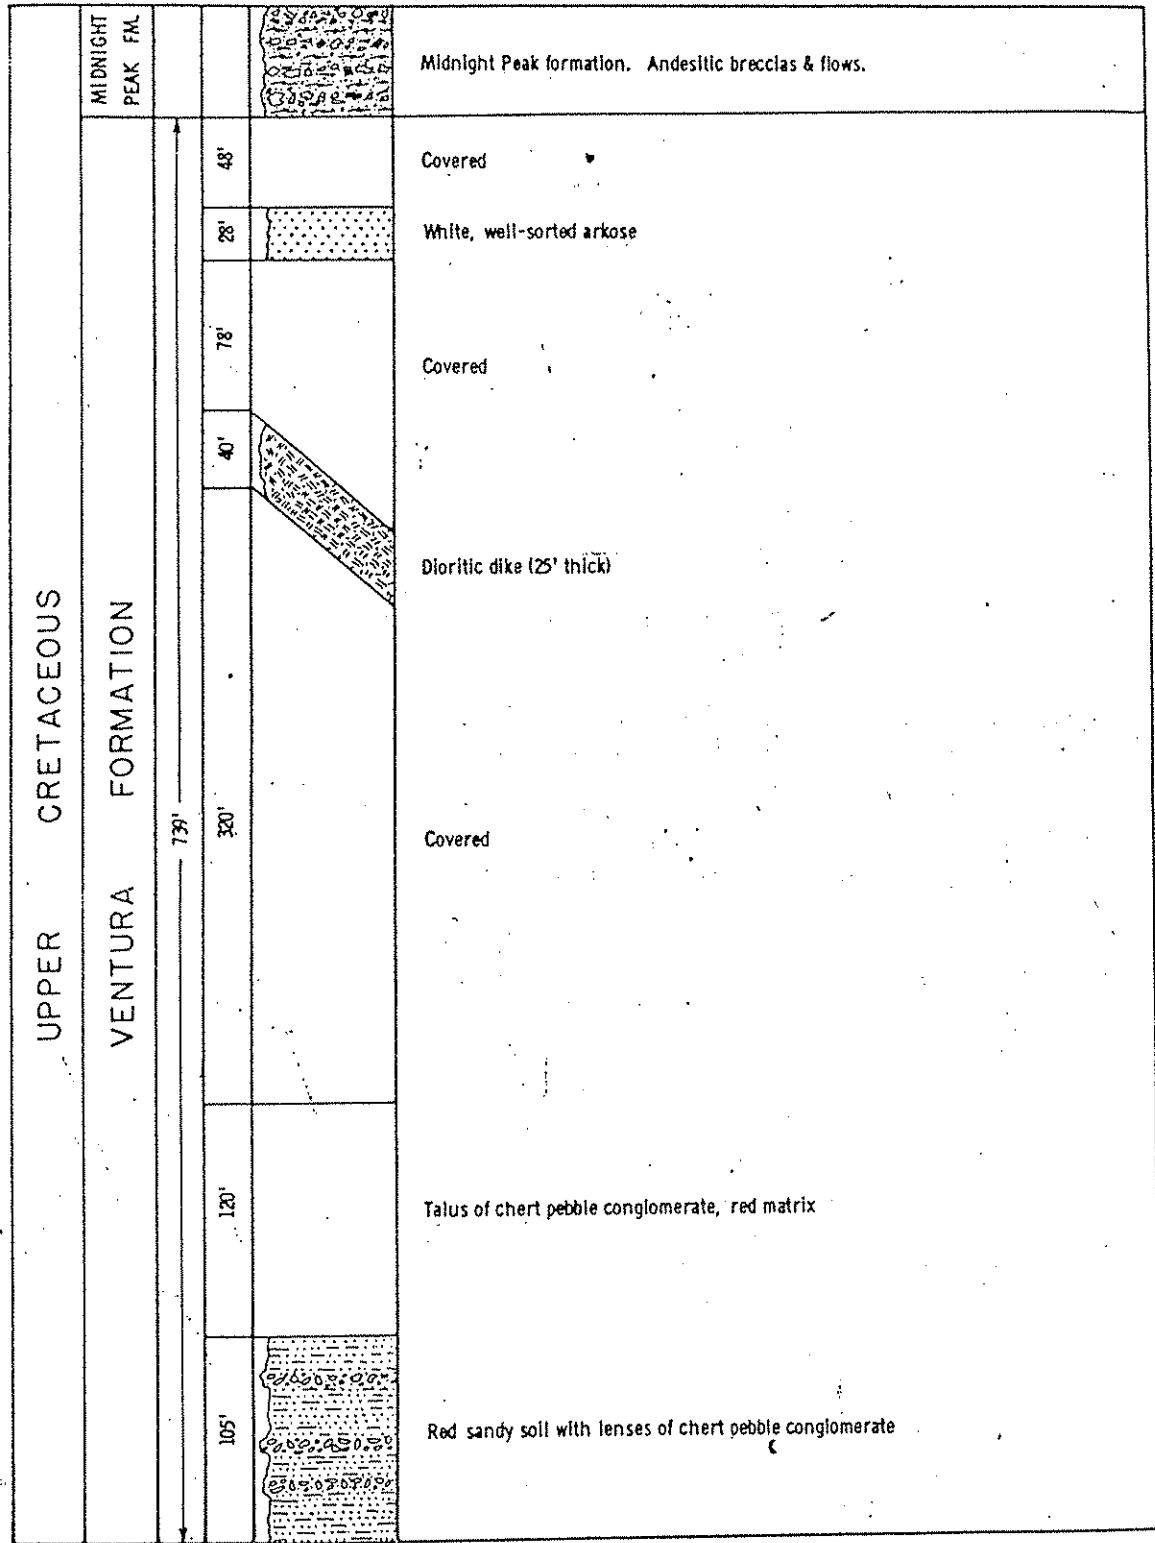 UPPER CRETACEOUS
MIDNIGHT
PEAK FM.
VENTURA FORMATION
739'
Midnight Peak formation. Andesitic breccias & flows.
48'
Covered
28'
White, well-sorted arkose
78'
Covered
40'
Dioritic dike (25' thick)
320'
Covered
120'
Talus of chert pebble conglomerate, red matrix
105'
Red sandy soil with lenses of chert pebble conglomerate